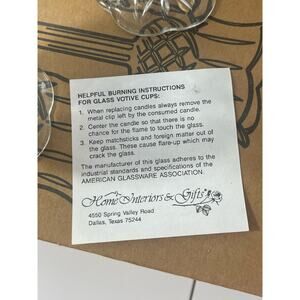 HELPFUL BURNING INSTRUCTIONS
FOR GLASS VOTIVE CUPS:
1. When replacing candles always remove the
metal clip left by the consumed candle.
2. Center the candle so that there is no
chance for the flame to touch the glass.
3. Keep matchsticks and foreign matter out of
the glass. These cause flare-up which may
crack the glass.
The manufacturer of this glass adheres to the
industrial standards and specifications of the
AMERICAN GLASSWARE ASSOCIATION.
Home Interiors & Gifts
4550 Spring Valley Road
Dallas, Texas 75244